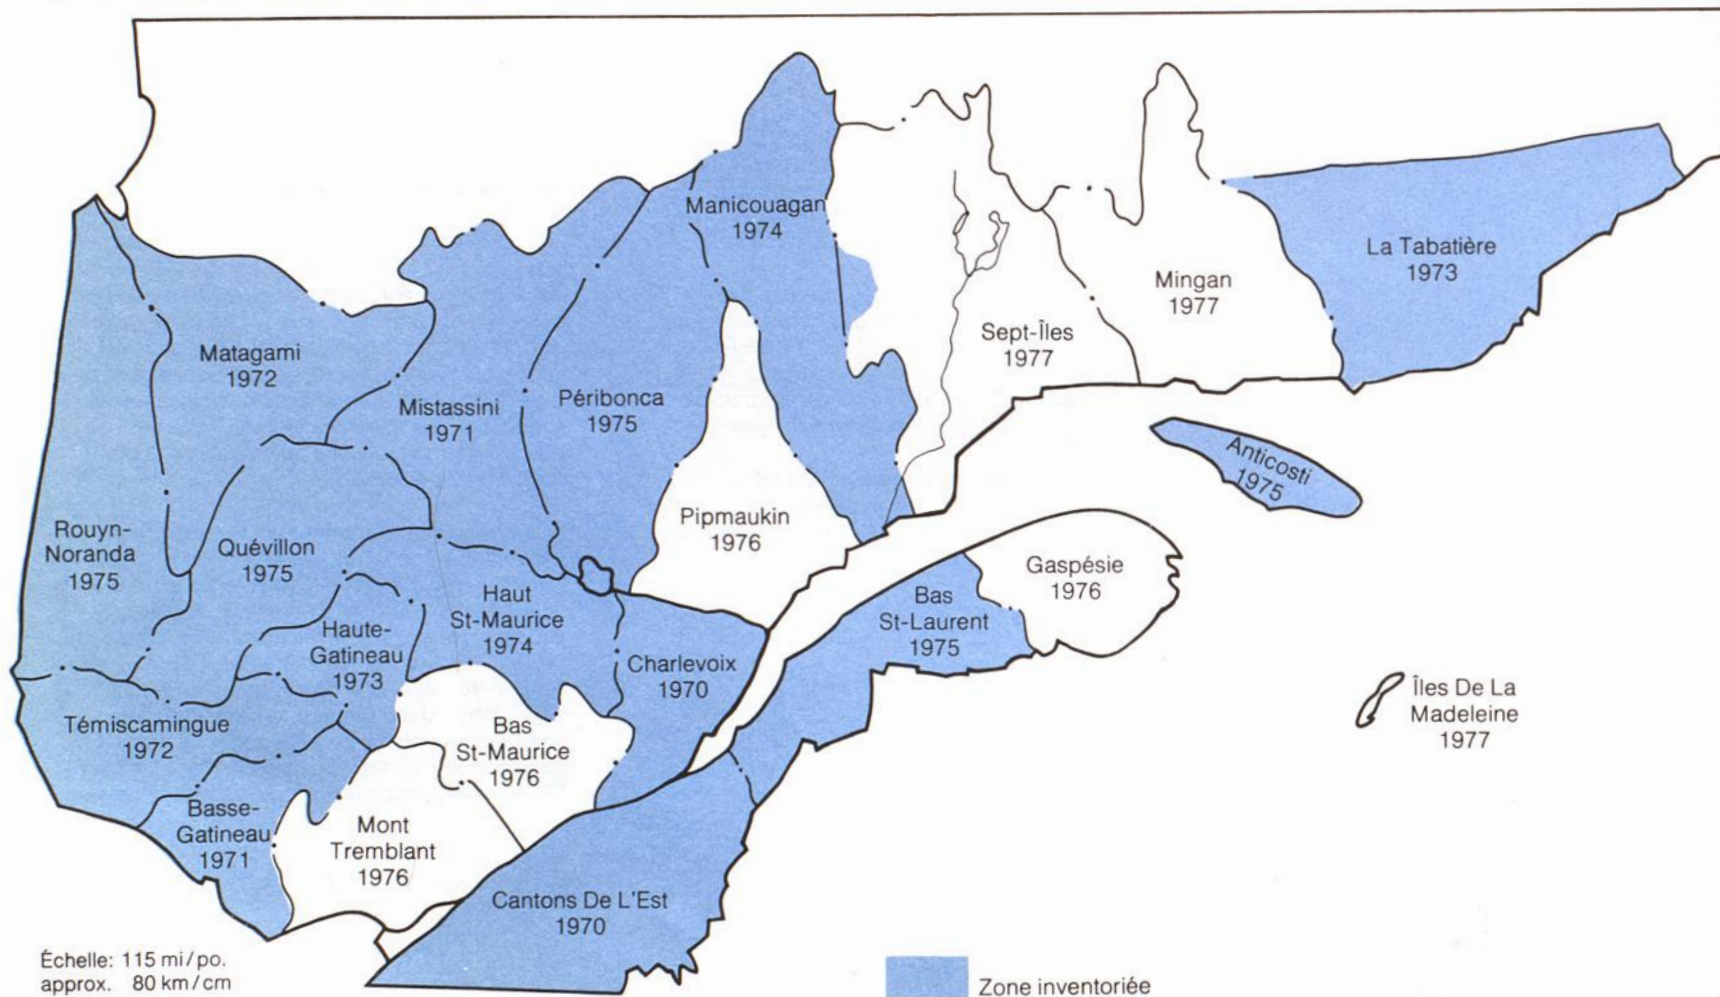 Manicouagan
1974
La Tabatière
1973
Mingan
1977
Sept-Îles
1977
Matagami
1972
Mistassini
1971
Péribonca
1975
Anticosti
1975
Pipmaukin
1976
Rouyn-
Noranda
1975
Quévillon
1975
Gaspésie
1976
Haut
St-Maurice
1974
Bas
St-Laurent
1975
Haute-
Gatineau
1973
Charlevoix
1970
Îles De La
Madeleine
1977
Témiscamingue
1972
Bas
St-Maurice
1976
Basse-
Gatineau
1971
Mont
Tremblant
1976
Cantons De L'Est
1970
Échelle: 115 mi/po.
approx. 80 km/cm
Zone inventoriée